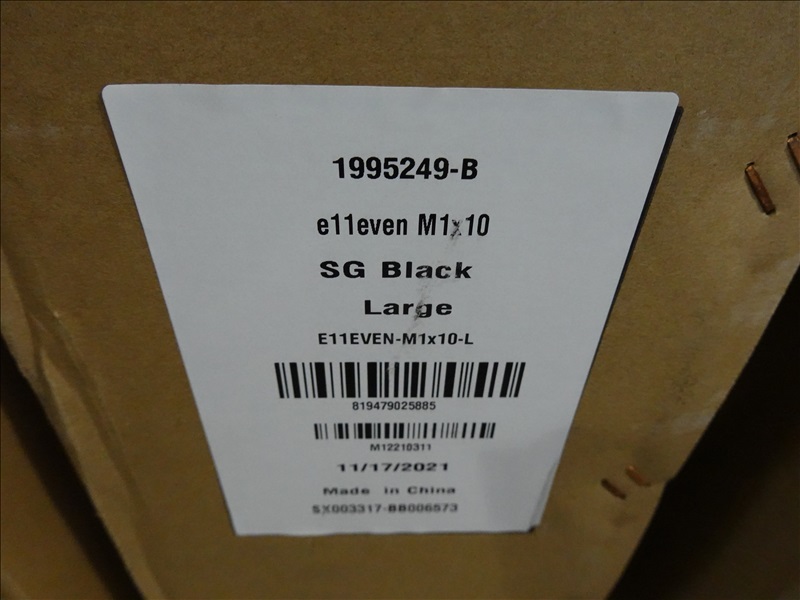 1995249-B
e11even M1x10
SG Black
Large
E11EVEN-M1x10-L
819479025885
M12210311
11/17/2021
Made in China
SX003317-BB006573